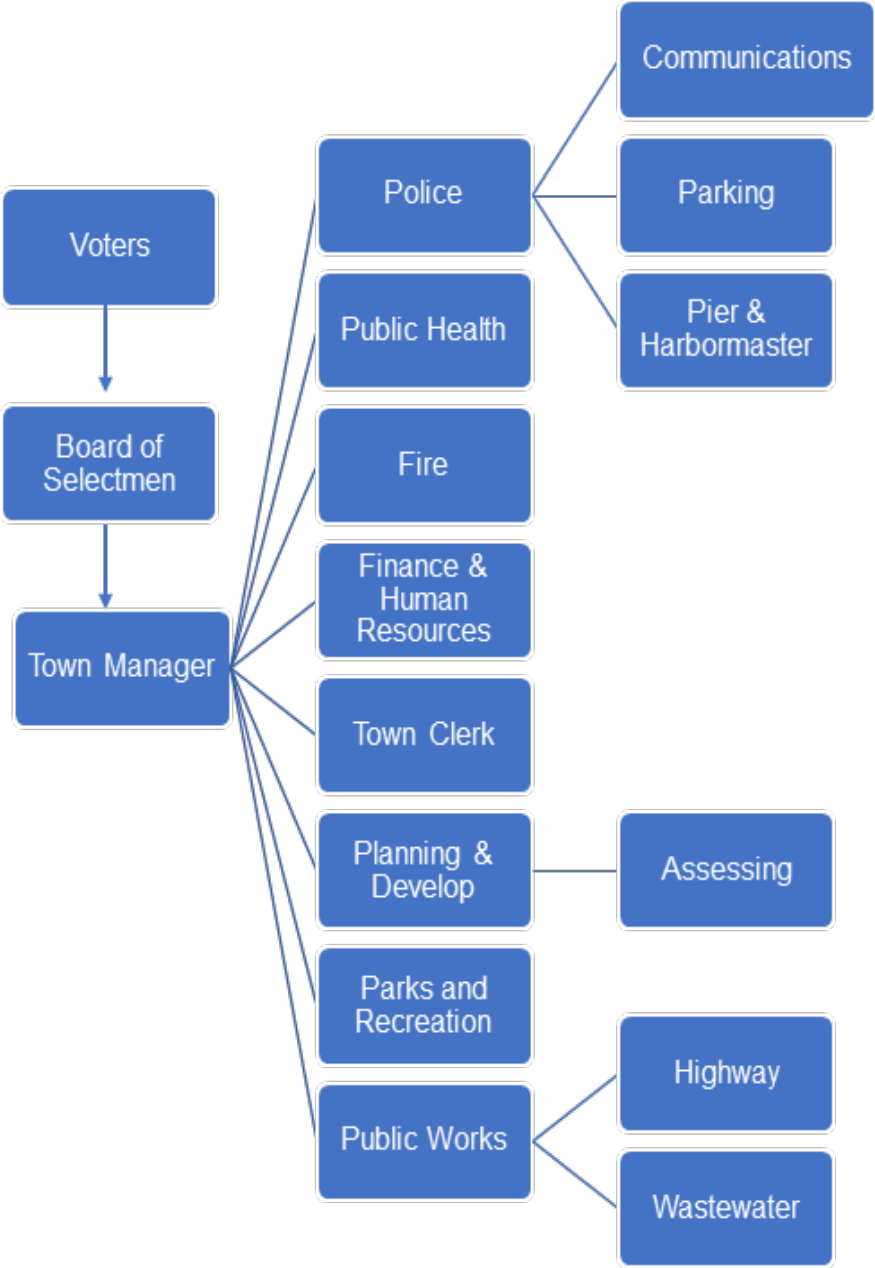 Communications
Police
Parking
Voters
Public Health
Pier &
Harbormaster
Board of
Selectmen
Fire
Finance &
Human
Resources
Town Manager
Town Clerk
Planning &
Develop
Assessing
Parks and
Recreation
Highway
Public Works
Wastewater